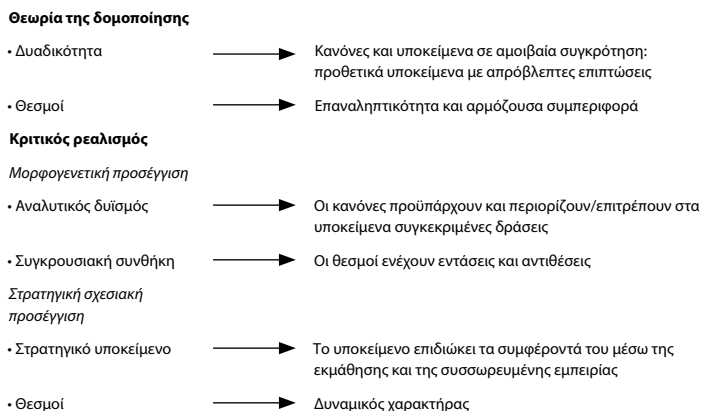 Θεωρία της δομοποίησης
• Δυαδικότητα
Κανόνες και υποκείμενα σε αμοιβαία συγκρότηση:
προθετικά υποκείμενα με απρόβλεπτες επιπτώσεις
• Θεσμοί
Επαναληπτικότητα και αρμόζουσα συμπεριφορά
Κριτικός ρεαλισμός
Μορφογενετική προσέγγιση
• Αναλυτικός δυϊσμός
Οι κανόνες προϋπάρχουν και περιορίζουν/επιτρέπουν στα
υποκείμενα συγκεκριμένες δράσεις
• Συγκρουσιακή συνθήκη
Οι θεσμοί ενέχουν εντάσεις και αντιθέσεις
Στρατηγική σχεσιακή
προσέγγιση
• Στρατηγικό υποκείμενο
Το υποκείμενο επιδιώκει τα συμφέροντά του μέσω της
εκμάθησης και της συσσωρευμένης εμπειρίας
• Θεσμοί
Δυναμικός χαρακτήρας